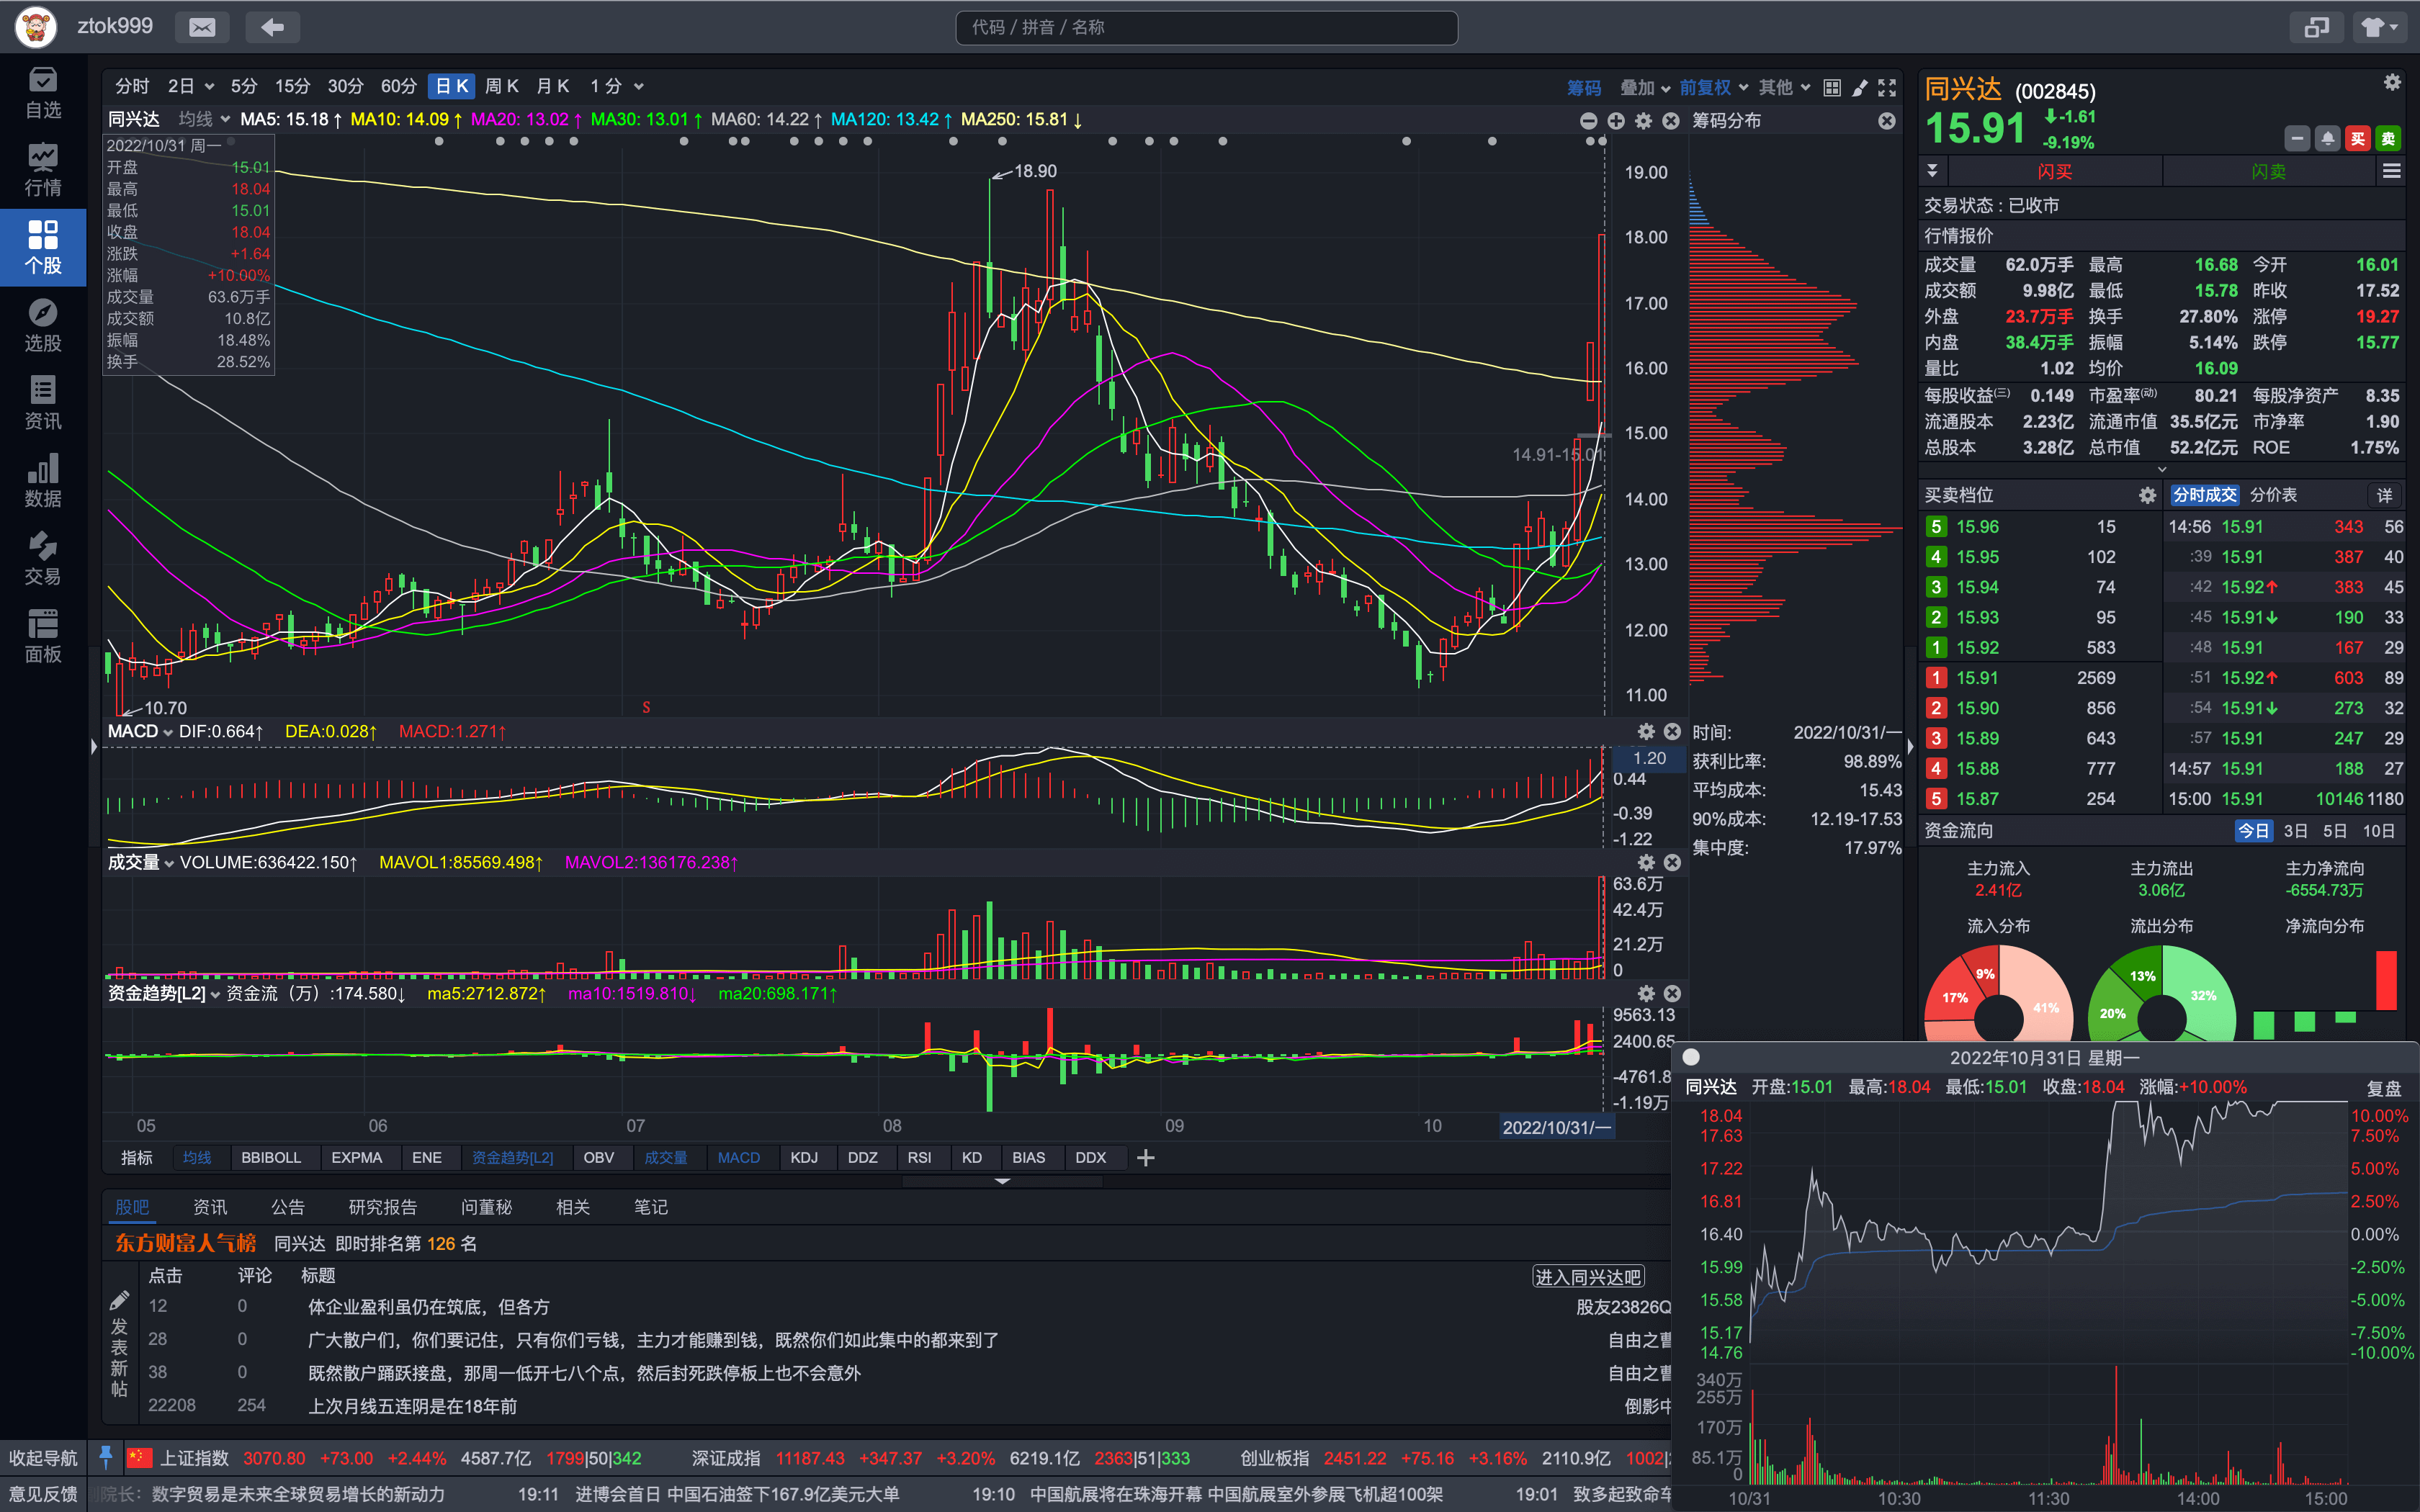 ztok999
代码 / 拼音 / 名称
自选
行情
个股
选股
资讯
数据
交易
面板
分时 2日 5分 15分 30分 60分 日K 周K 月K 1分
筹码 叠加 前复权 其他
同兴达 均线 MA5: 15.18↑ MA10: 14.09↑ MA20: 13.02↑ MA30: 13.01↑ MA60: 14.22↑ MA120: 13.42↑ MA250: 15.81↓
筹码分布
2022/10/31 周一
开盘 15.01
最高 18.04
最低 15.01
收盘 18.04
涨跌 +1.64
涨幅 +10.00%
成交量 63.6万手
成交额 10.8亿
振幅 18.48%
换手 28.52%
18.90
14.91-15.01
10.70
S
19.00
18.00
17.00
16.00
15.00
14.00
13.00
12.00
11.00
MACD DIF:0.664↑ DEA:0.028↑ MACD:1.271↑
1.20
0.44
-0.39
-1.22
成交量 VOLUME:636422.150↑ MAVOL1:85569.498↑ MAVOL2:136176.238↑
63.6万
42.4万
21.2万
0
资金趋势[L2] 资金流（万）:174.580↓ ma5:2712.872↑ ma10:1519.810↓ ma20:698.171↑
9563.13
2400.65
-4761.8
-1.19万
05 06 07 08 09 10 2022/10/31/一
时间: 2022/10/31/一
获利比率: 98.89%
平均成本: 15.43
90%成本: 12.19-17.53
集中度: 17.97%
指标 均线 BBIBOLL EXPMA ENE 资金趋势[L2] OBV 成交量 MACD KDJ DDZ RSI KD BIAS DDX
股吧 资讯 公告 研究报告 问董秘 相关 笔记
东方财富人气榜 同兴达 即时排名第 126 名
点击 评论 标题
进入同兴达吧
发表新帖
12 0 体企业盈利虽仍在筑底，但各方 股友23826Q
28 0 广大散户们，你们要记住，只有你们亏钱，主力才能赚到钱，既然你们如此集中的都来到了 自由之
38 0 既然散户踊跃接盘，那周一低开七八个点，然后封死跌停板上也不会意外 自由之
22208 254 上次月线五连阴是在18年前 倒影中
同兴达 (002845)
15.91 -1.61
-9.19%
买 卖
闪买 闪卖
交易状态：已收市
行情报价
成交量 62.0万手 最高 16.68 今开 16.01
成交额 9.98亿 最低 15.78 昨收 17.52
外盘 23.7万手 换手 27.80% 涨停 19.27
内盘 38.4万手 振幅 5.14% 跌停 15.77
量比 1.02 均价 16.09
每股收益(三) 0.149 市盈率(动) 80.21 每股净资产 8.35
流通股本 2.23亿 流通市值 35.5亿元 市净率 1.90
总股本 3.28亿 总市值 52.2亿元 ROE 1.75%
买卖档位 分时成交 分价表 详
5 15.96 15 14:56 15.91 343 56
4 15.95 102 :39 15.91 387 40
3 15.94 74 :42 15.92↑ 383 45
2 15.93 95 :45 15.91↓ 190 33
1 15.92 583 :48 15.91 167 29
1 15.91 2569 :51 15.92↑ 603 89
2 15.90 856 :54 15.91↓ 273 32
3 15.89 643 :57 15.91 247 29
4 15.88 777 14:57 15.91 188 27
5 15.87 254 15:00 15.91 10146 1180
资金流向 今日 3日 5日 10日
主力流入 主力流出 主力净流向
2.41亿 3.06亿 -6554.73万
流入分布 流出分布 净流向分布
9% 17% 41% 13% 20% 32%
2022年10月31日 星期一
同兴达 开盘:15.01 最高:18.04 最低:15.01 收盘:18.04 涨幅:+10.00% 复盘
18.04 10.00%
17.63 7.50%
17.22 5.00%
16.81 2.50%
16.40 0.00%
15.99 -2.50%
15.58 -5.00%
15.17 -7.50%
14.76 -10.00%
340万
255万
170万
85.1万
0
10/31 10:30 11:30 14:00 15:00
收起导航 上证指数 3070.80 +73.00 +2.44% 4587.7亿 1799|50|342 深证成指 11187.43 +347.37 +3.20% 6219.1亿 2363|51|333 创业板指 2451.22 +75.16 +3.16% 2110.9亿 1002|
意见反馈 院长：数字贸易是未来全球贸易增长的新动力 19:11 进博会首日 中国石油签下167.9亿美元大单 19:10 中国航展将在珠海开幕 中国航展室外参展飞机超100架 19:01 致多起致命车